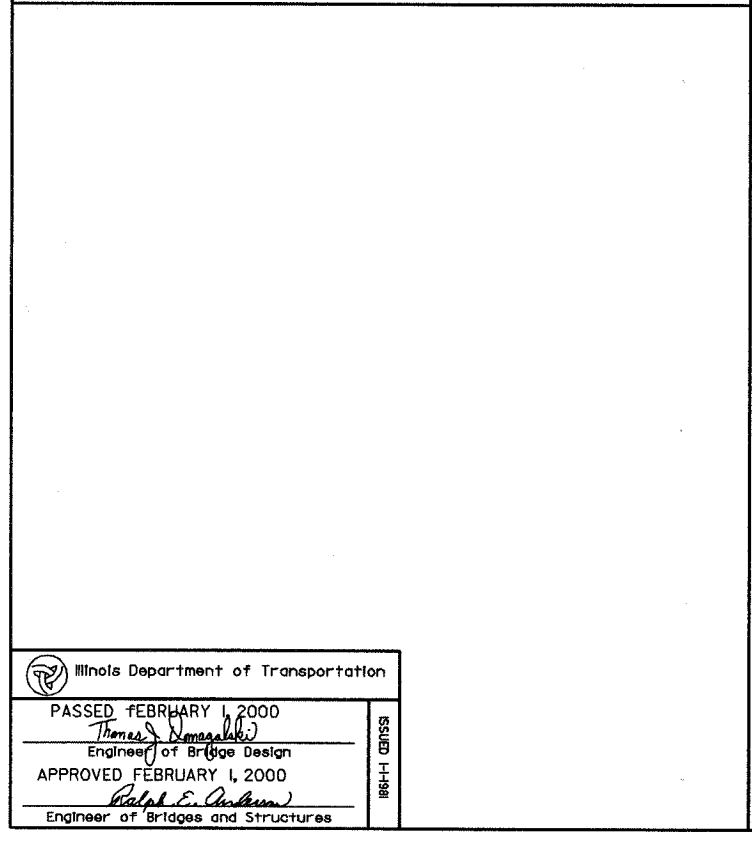 Illinois Department of Transportation
PASSED FEBRUARY 1, 2000
Thomas J. Domagalski
Engineer of Bridge Design
APPROVED FEBRUARY 1, 2000
Ralph E. Anderson
Engineer of Bridges and Structures
ISSUED 1-1-1981